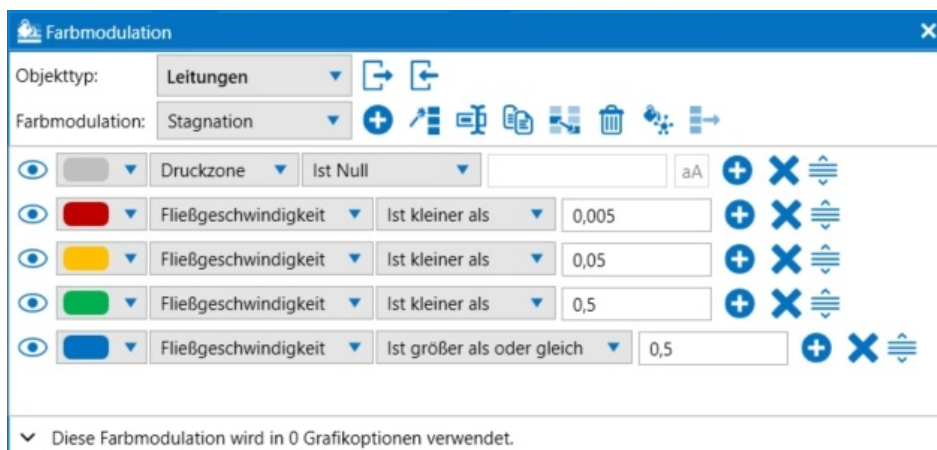 Farbmodulation
Objekttyp: Leitungen
Farbmodulation: Stagnation
Druckzone Ist Null aA
Fließgeschwindigkeit Ist kleiner als 0,005
Fließgeschwindigkeit Ist kleiner als 0,05
Fließgeschwindigkeit Ist kleiner als 0,5
Fließgeschwindigkeit Ist größer als oder gleich 0,5
Diese Farbmodulation wird in 0 Grafikoptionen verwendet.